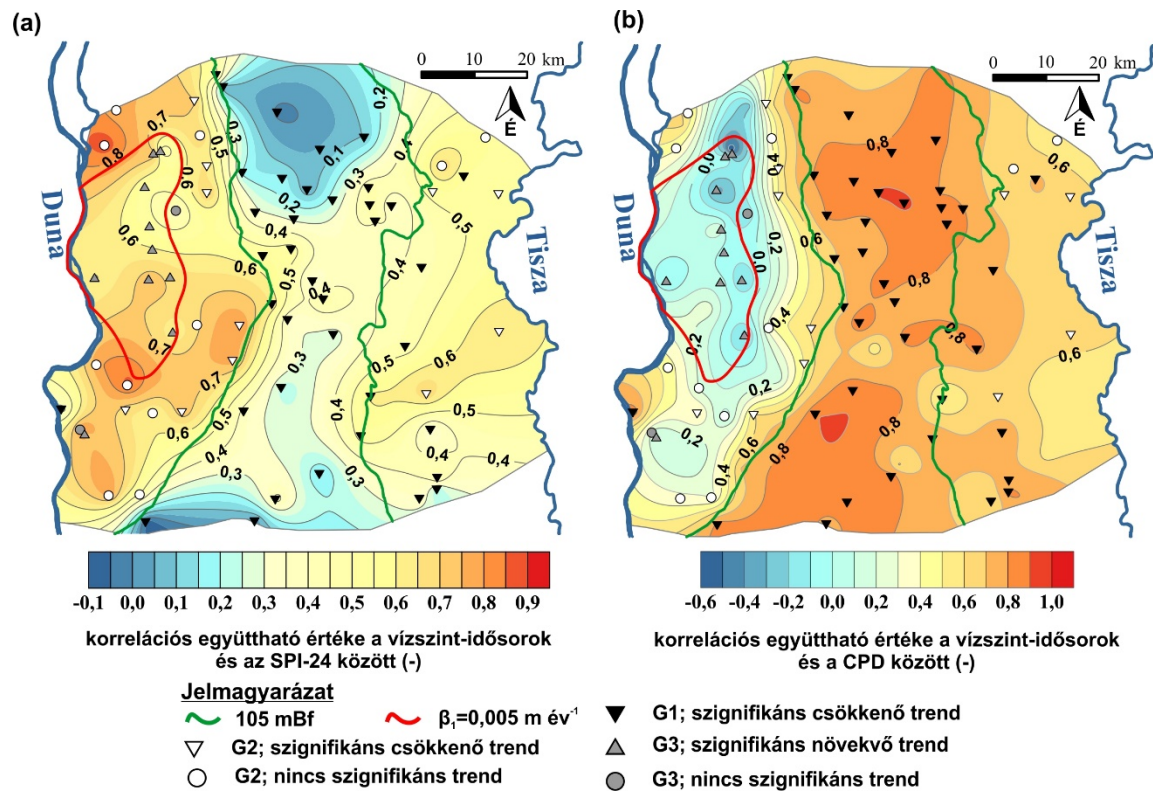 (a)
(b)
0 10 20 km
0 10 20 km
É
É
Duna
Tisza
Duna
Tisza
0,8
0,7
0,6
0,6
0,6
0,7
0,7
0,6
0,5
0,4
0,3
0,3
0,5
0,1
0,2
0,2
0,3
0,4
0,4
0,5
0,4
0,3
0,4
0,5
0,4
0,5
0,6
0,5
0,4
0,4
0,3
0,4
0,0
0,4
0,2
0,0
0,4
0,2
0,2
0,2
0,4
0,6
0,8
0,6
0,8
0,8
0,8
0,8
0,6
0,6
-0,1 0,0 0,1 0,2 0,3 0,4 0,5 0,6 0,7 0,8 0,9
-0,6 -0,4 -0,2 0,0 0,2 0,4 0,6 0,8 1,0
korrelációs együttható értéke a vízszint-idősorok
és az SPI-24 között (-)
korrelációs együttható értéke a vízszint-idősorok
és a CPD között (-)
Jelmagyarázat
105 mBf
β₁=0,005 m év⁻¹
G1; szignifikáns csökkenő trend
G2; szignifikáns csökkenő trend
G3; szignifikáns növekvő trend
G2; nincs szignifikáns trend
G3; nincs szignifikáns trend